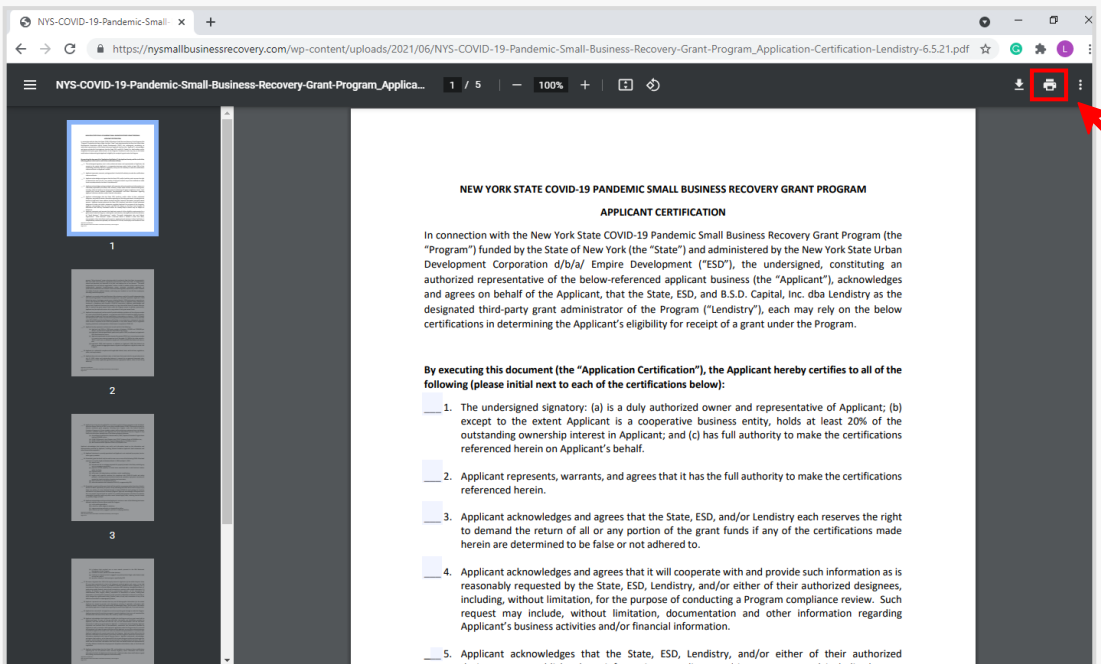 NYS-COVID-19-Pandemic-Small-
https://nysmallbusinessrecovery.com/wp-content/uploads/2021/06/NYS-COVID-19-Pandemic-Small-Business-Recovery-Grant-Program_Application-Certification-Lendistry-6.5.21.pdf
L
NYS-COVID-19-Pandemic-Small-Business-Recovery-Grant-Program_Applica... 1 / 5 | − 100% + |
1
2
3
NEW YORK STATE COVID-19 PANDEMIC SMALL BUSINESS RECOVERY GRANT PROGRAM
APPLICANT CERTIFICATION
In connection with the New York State COVID-19 Pandemic Small Business Recovery Grant Program (the
“Program”) funded by the State of New York (the “State”) and administered by the New York State Urban
Development Corporation d/b/a/ Empire Development (“ESD”), the undersigned, constituting an
authorized representative of the below-referenced applicant business (the “Applicant”), acknowledges
and agrees on behalf of the Applicant, that the State, ESD, and B.S.D. Capital, Inc. dba Lendistry as the
designated third-party grant administrator of the Program (“Lendistry”), each may rely on the below
certifications in determining the Applicant’s eligibility for receipt of a grant under the Program.
By executing this document (the “Application Certification”), the Applicant hereby certifies to all of the
following (please initial next to each of the certifications below):
___1. The undersigned signatory: (a) is a duly authorized owner and representative of Applicant; (b)
except to the extent Applicant is a cooperative business entity, holds at least 20% of the
outstanding ownership interest in Applicant; and (c) has full authority to make the certifications
referenced herein on Applicant’s behalf.
___2. Applicant represents, warrants, and agrees that it has the full authority to make the certifications
referenced herein.
___3. Applicant acknowledges and agrees that the State, ESD, and/or Lendistry each reserves the right
to demand the return of all or any portion of the grant funds if any of the certifications made
herein are determined to be false or not adhered to.
___4. Applicant acknowledges and agrees that it will cooperate with and provide such information as is
reasonably requested by the State, ESD, Lendistry, and/or either of their authorized designees,
including, without limitation, for the purpose of conducting a Program compliance review. Such
request may include, without limitation, documentation and other information regarding
Applicant’s business activities and/or financial information.
___5. Applicant acknowledges that the State, ESD, Lendistry, and/or either of their authorized